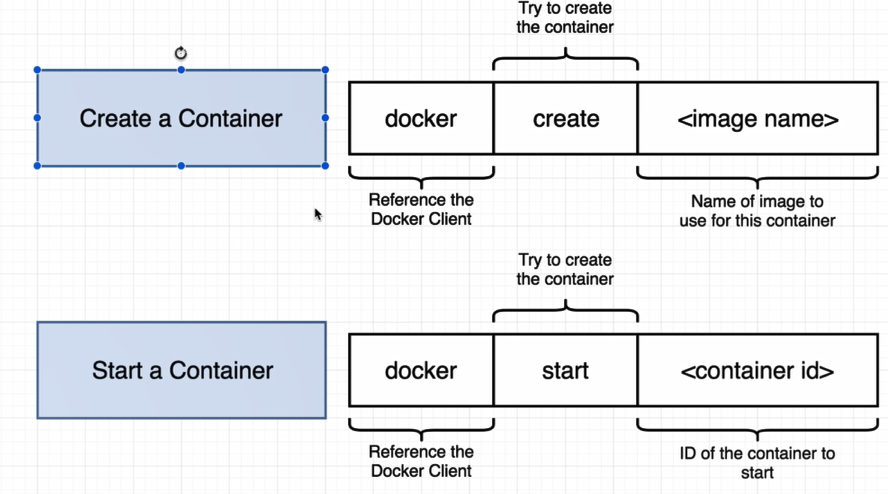 Try to create
the container
Create a Container
docker
create
<image name>
Reference the
Docker Client
Name of image to
use for this container
Try to create
the container
Start a Container
docker
start
<container id>
Reference the
Docker Client
ID of the container to
start